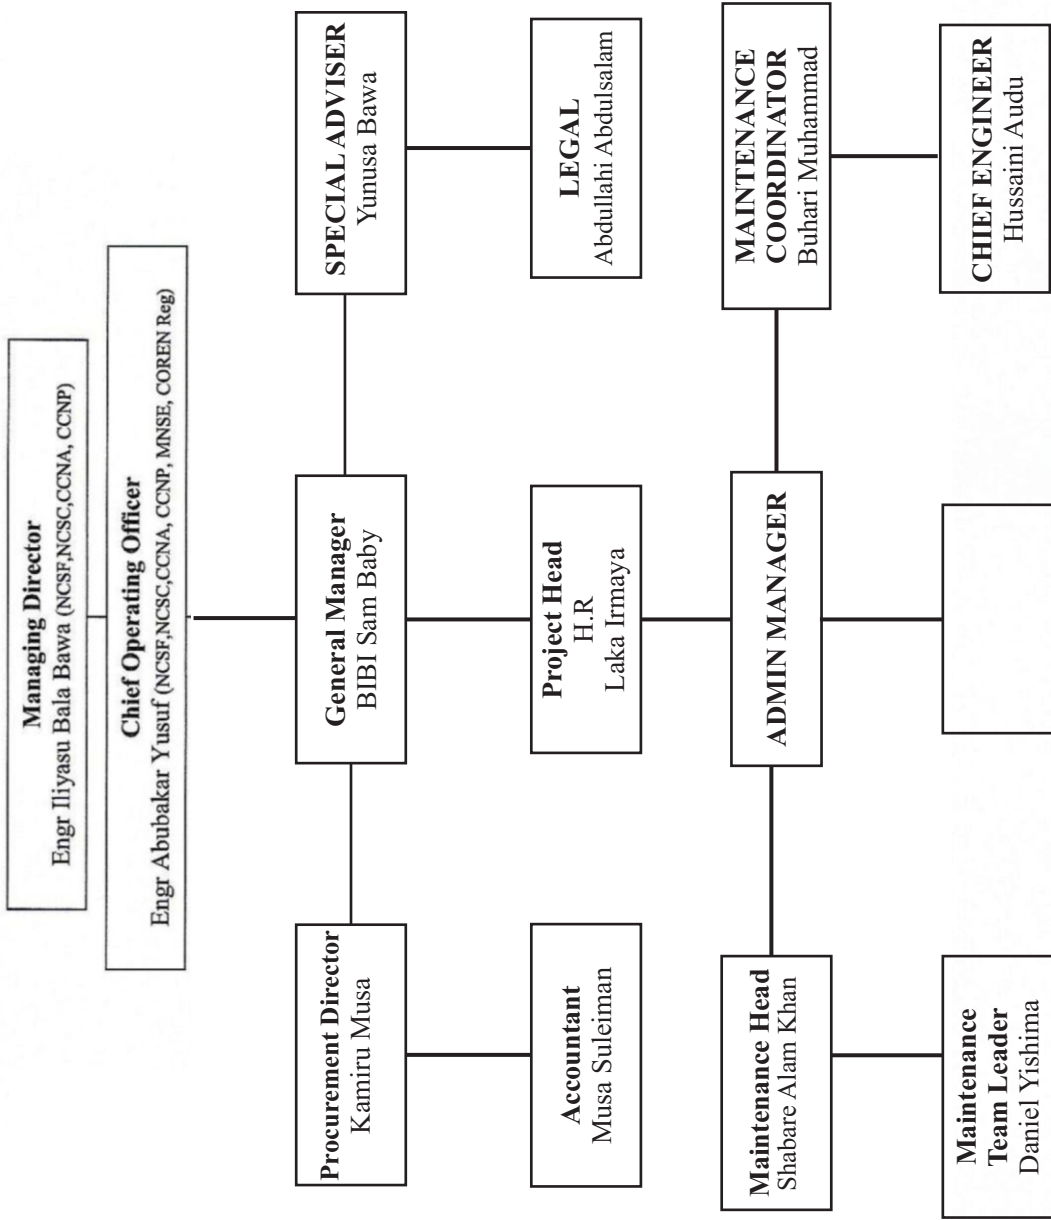 Managing Director
Engr Iliyasu Bala Bawa (NCSF,NCSC,CCNA, CCNP)
Chief Operating Officer
Engr Abubakar Yusuf (NCSF,NCSC,CCNA, CCNP, MNSE, COREN Reg)
Procurement Director
Kamiru Musa
General Manager
BIBI Sam Baby
SPECIAL ADVISER
Yunusa Bawa
Accountant
Musa Suleiman
Project Head
H.R
Laka Irmaya
LEGAL
Abdullahi Abdulsalam
Maintenance Head
Shabare Alam Khan
ADMIN MANAGER
MAINTENANCE
COORDINATOR
Buhari Muhammad
Maintenance
Team Leader
Daniel Yishima
CHIEF ENGINEER
Hussaini Audu